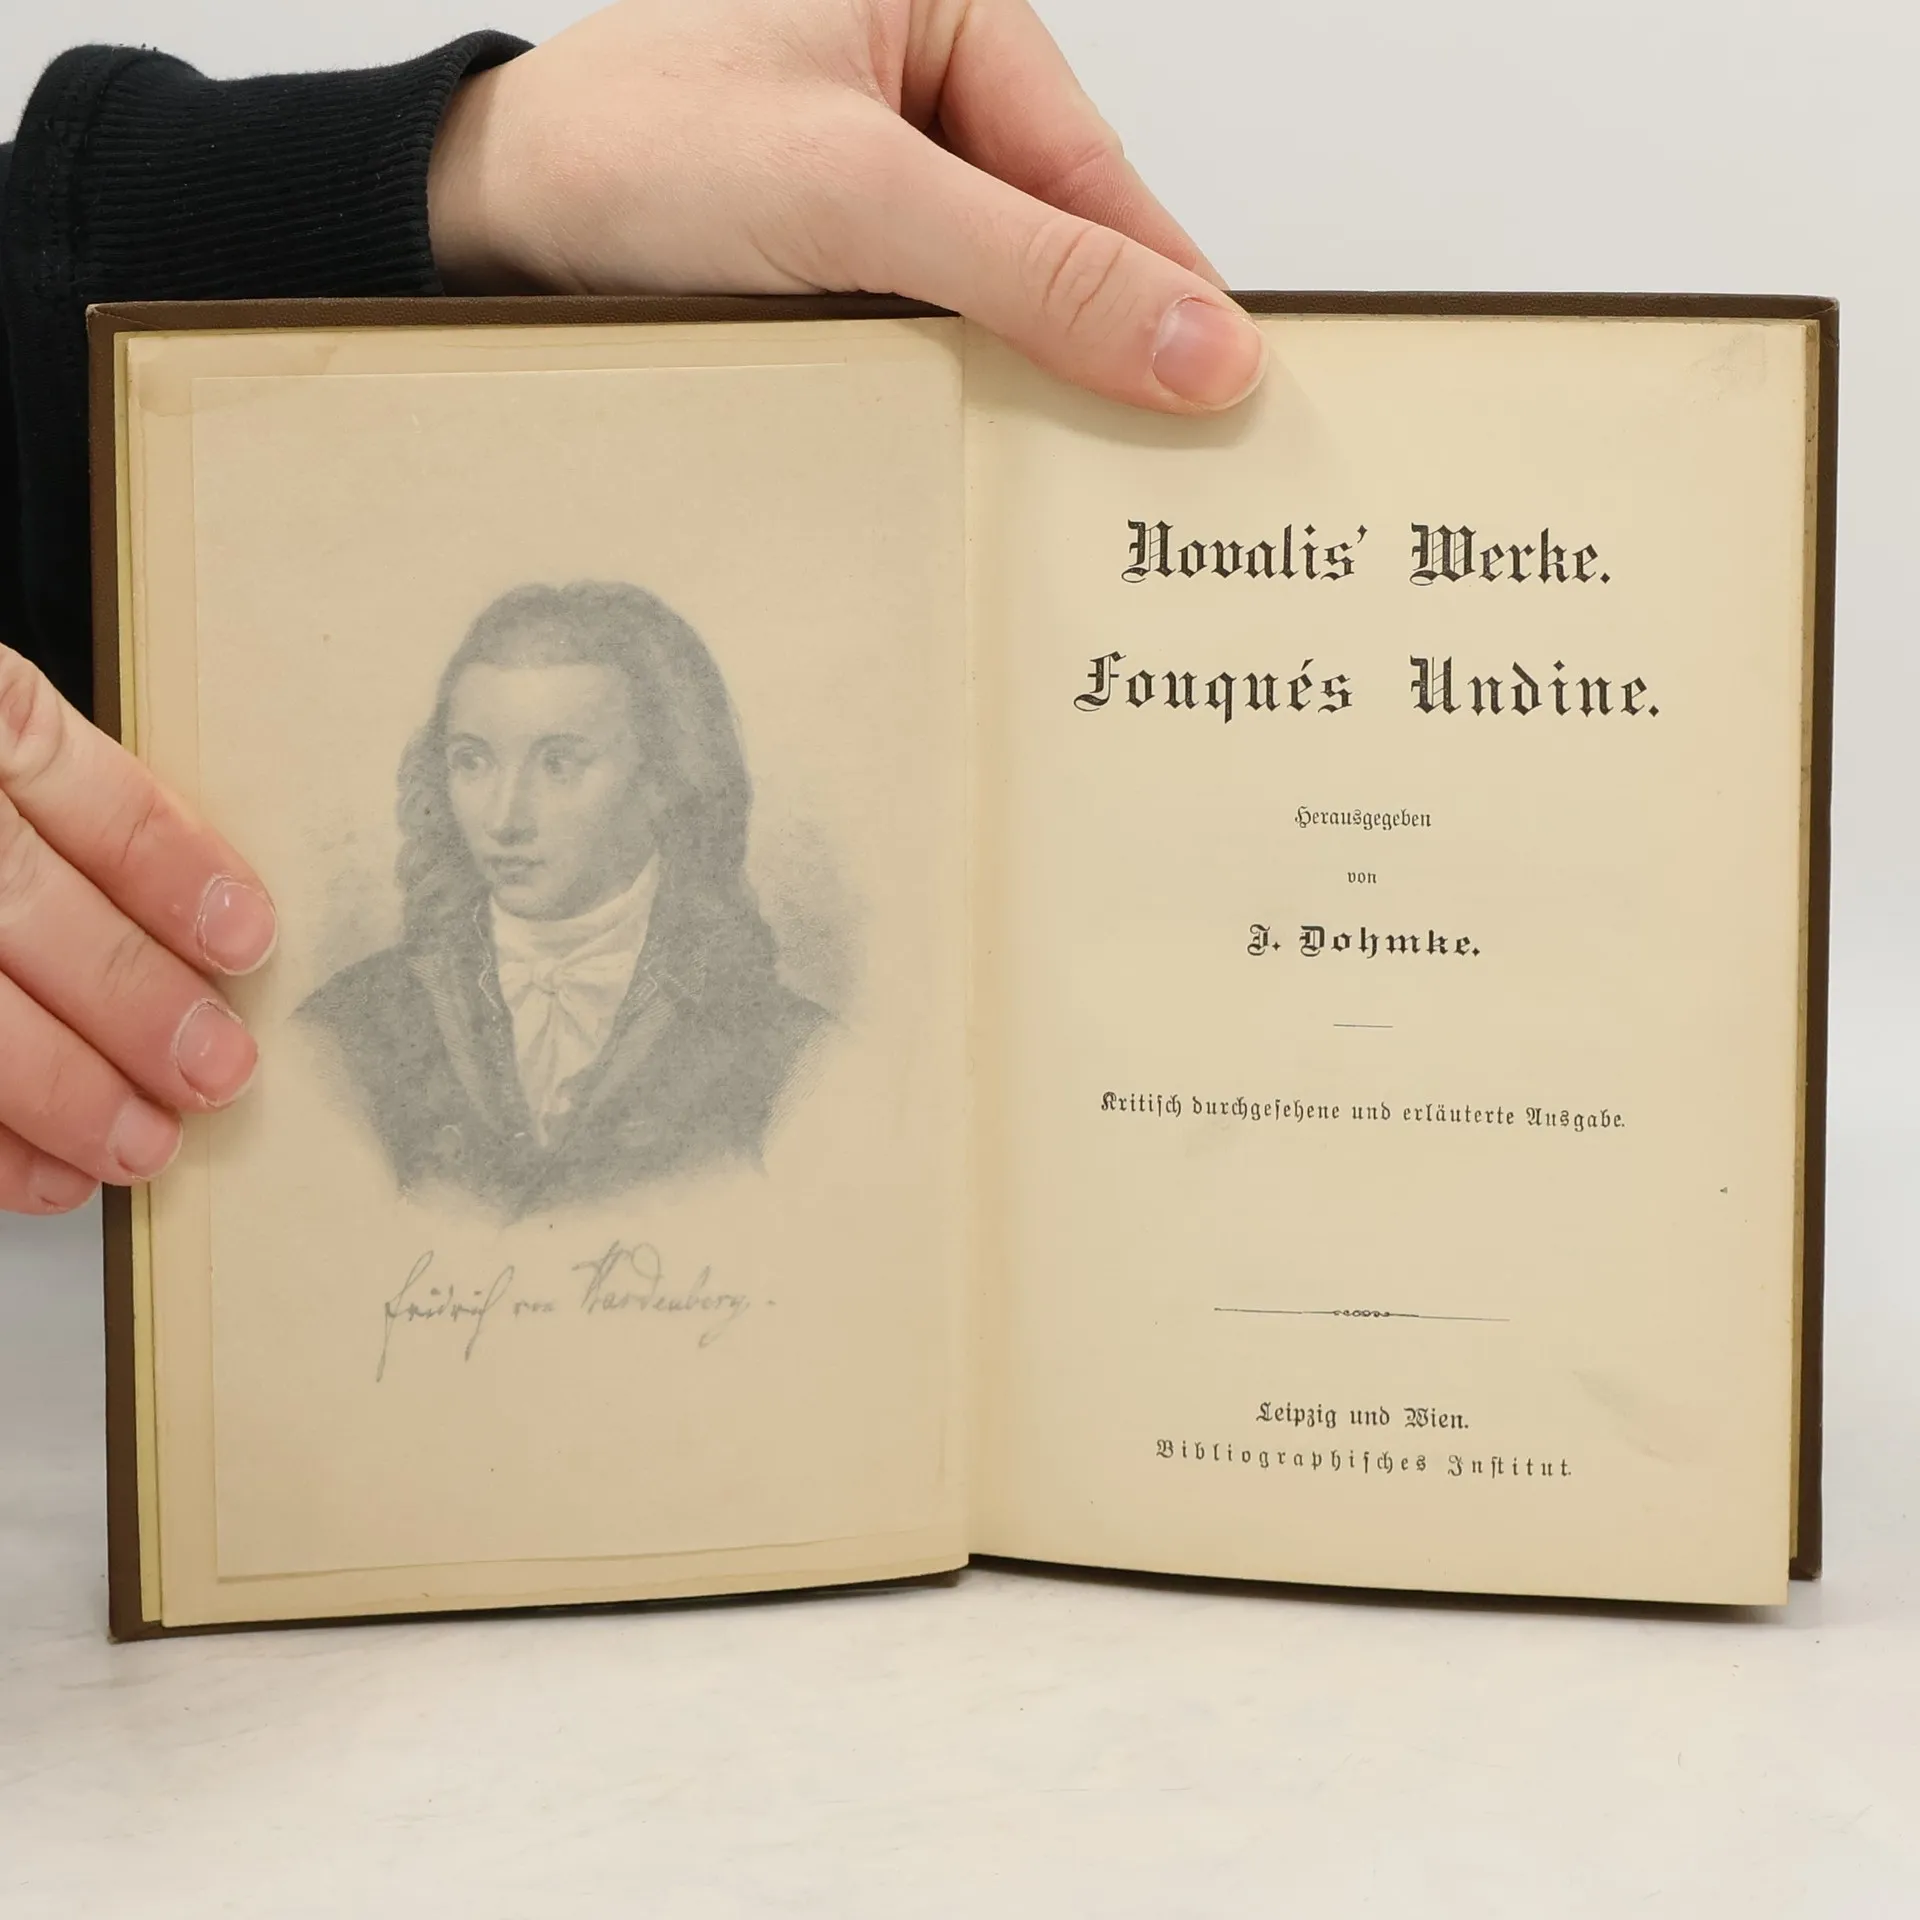 Fridrich von Hardenberg.
Novalis' Werke.
Fouqués Undine.
Herausgegeben
von
J. Dohmke.
Kritisch durchgesehene und erläuterte Ausgabe.
Leipzig und Wien.
Bibliographisches Institut.